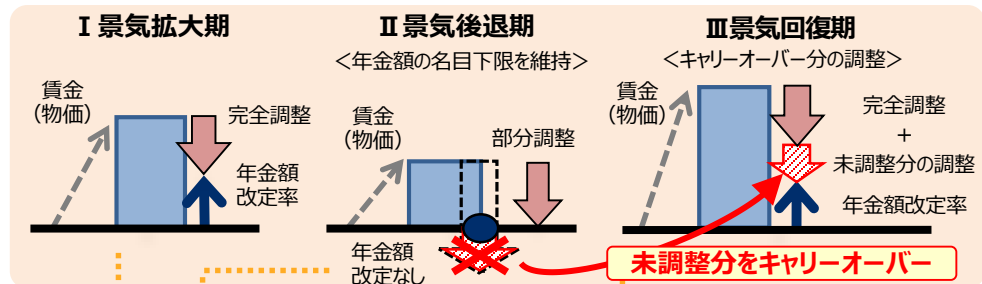 Ⅰ景気拡大期
賃金
(物価)
完全調整
年金額
改定率
Ⅱ景気後退期
＜年金額の名目下限を維持＞
賃金
(物価)
部分調整
年金額
改定なし
Ⅲ景気回復期
＜キャリーオーバー分の調整＞
賃金
(物価)
完全調整
+
未調整分の調整
年金額改定率
未調整分をキャリーオーバー